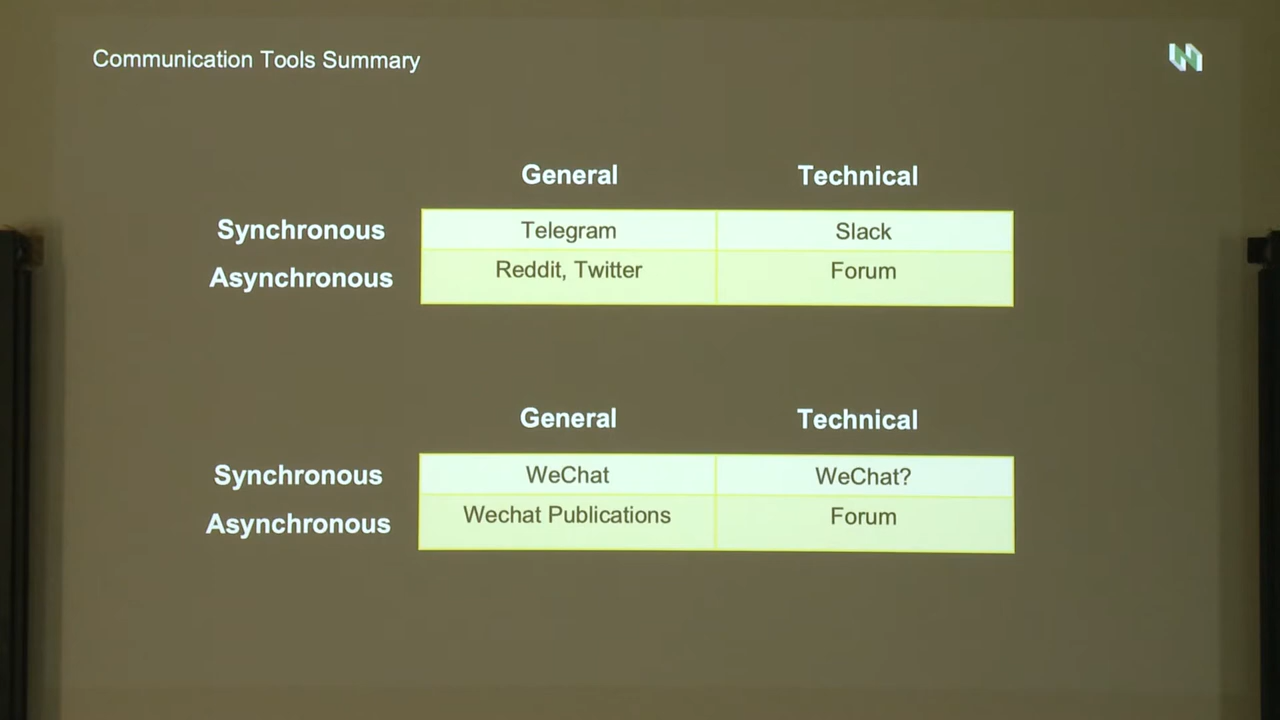 Communication Tools Summary
General Technical
Synchronous Telegram Slack
Asynchronous Reddit, Twitter Forum
General Technical
Synchronous WeChat WeChat?
Asynchronous Wechat Publications Forum